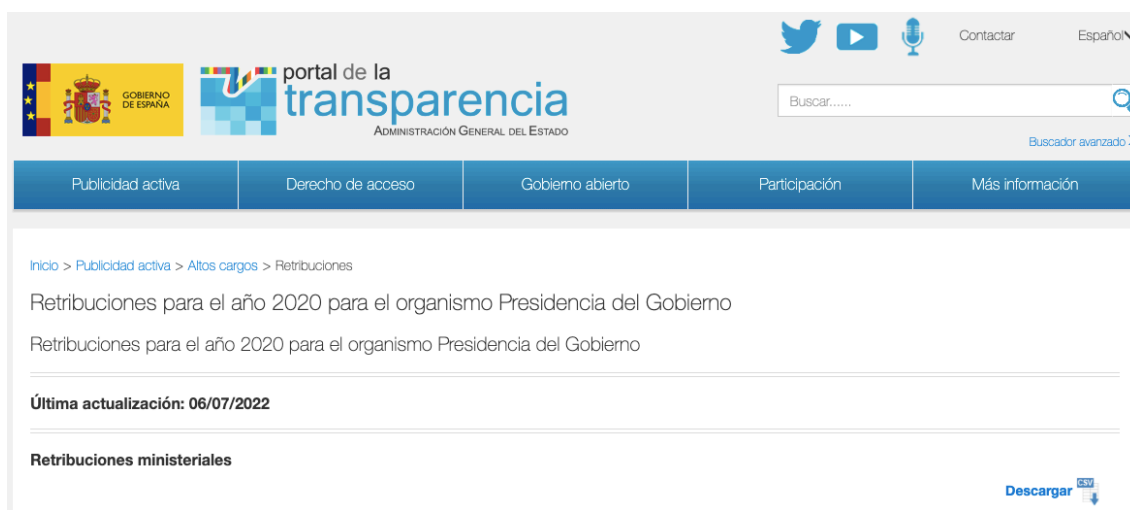 Contactar
Español
GOBIERNO
DE ESPAÑA
portal de la
transparencia
ADMINISTRACIÓN GENERAL DEL ESTADO
Buscar......
Buscador avanzado
Publicidad activa
Derecho de acceso
Gobierno abierto
Participación
Más información
Inicio > Publicidad activa > Altos cargos > Retribuciones
Retribuciones para el año 2020 para el organismo Presidencia del Gobierno
Retribuciones para el año 2020 para el organismo Presidencia del Gobierno
Última actualización: 06/07/2022
Retribuciones ministeriales
Descargar
CSV